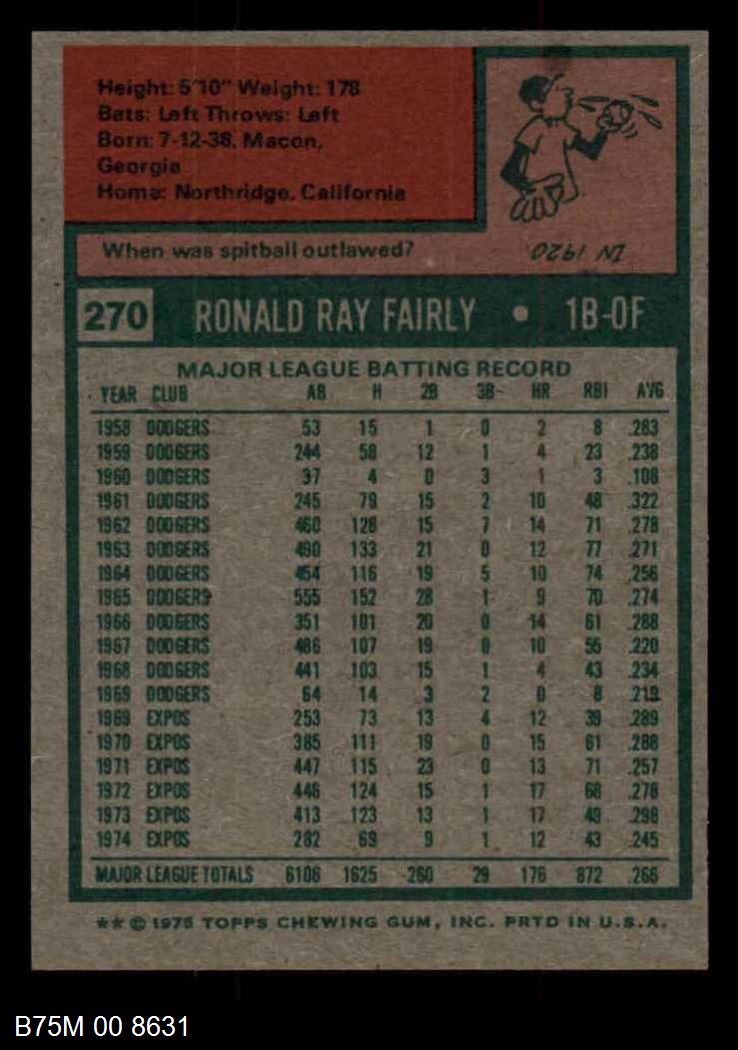 Height: 5'10" Weight: 178
Bats: Left Throws: Left
Born: 7-12-38, Macon,
Georgia
Home: Northridge, California
When was spitball outlawed?
IN 1920
270 RONALD RAY FAIRLY • 1B-OF
MAJOR LEAGUE BATTING RECORD
YEAR CLUB AB H 2B 3B HR RBI AVG
1958 DODGERS 53 15 1 0 2 8 .283
1959 DODGERS 244 58 12 1 4 23 .238
1960 DODGERS 37 4 0 3 1 3 .108
1961 DODGERS 245 79 15 2 10 48 .322
1962 DODGERS 460 128 15 7 14 71 .278
1963 DODGERS 490 133 21 0 12 77 .271
1964 DODGERS 454 116 19 5 10 74 .256
1965 DODGERS 555 152 28 1 9 70 .274
1966 DODGERS 351 101 20 0 14 61 .288
1967 DODGERS 486 107 19 0 10 55 .220
1968 DODGERS 441 103 15 1 4 43 .234
1969 DODGERS 64 14 3 2 0 8 .219
1969 EXPOS 253 73 13 4 12 39 .289
1970 EXPOS 385 111 19 0 15 61 .288
1971 EXPOS 447 115 23 0 13 71 .257
1972 EXPOS 446 124 15 1 17 68 .278
1973 EXPOS 413 123 13 1 17 49 .298
1974 EXPOS 282 69 9 1 12 43 .245
MAJOR LEAGUE TOTALS 6106 1625 260 29 176 872 .266
** © 1975 TOPPS CHEWING GUM, INC. PRTD IN U.S.A.
B75M 00 8631